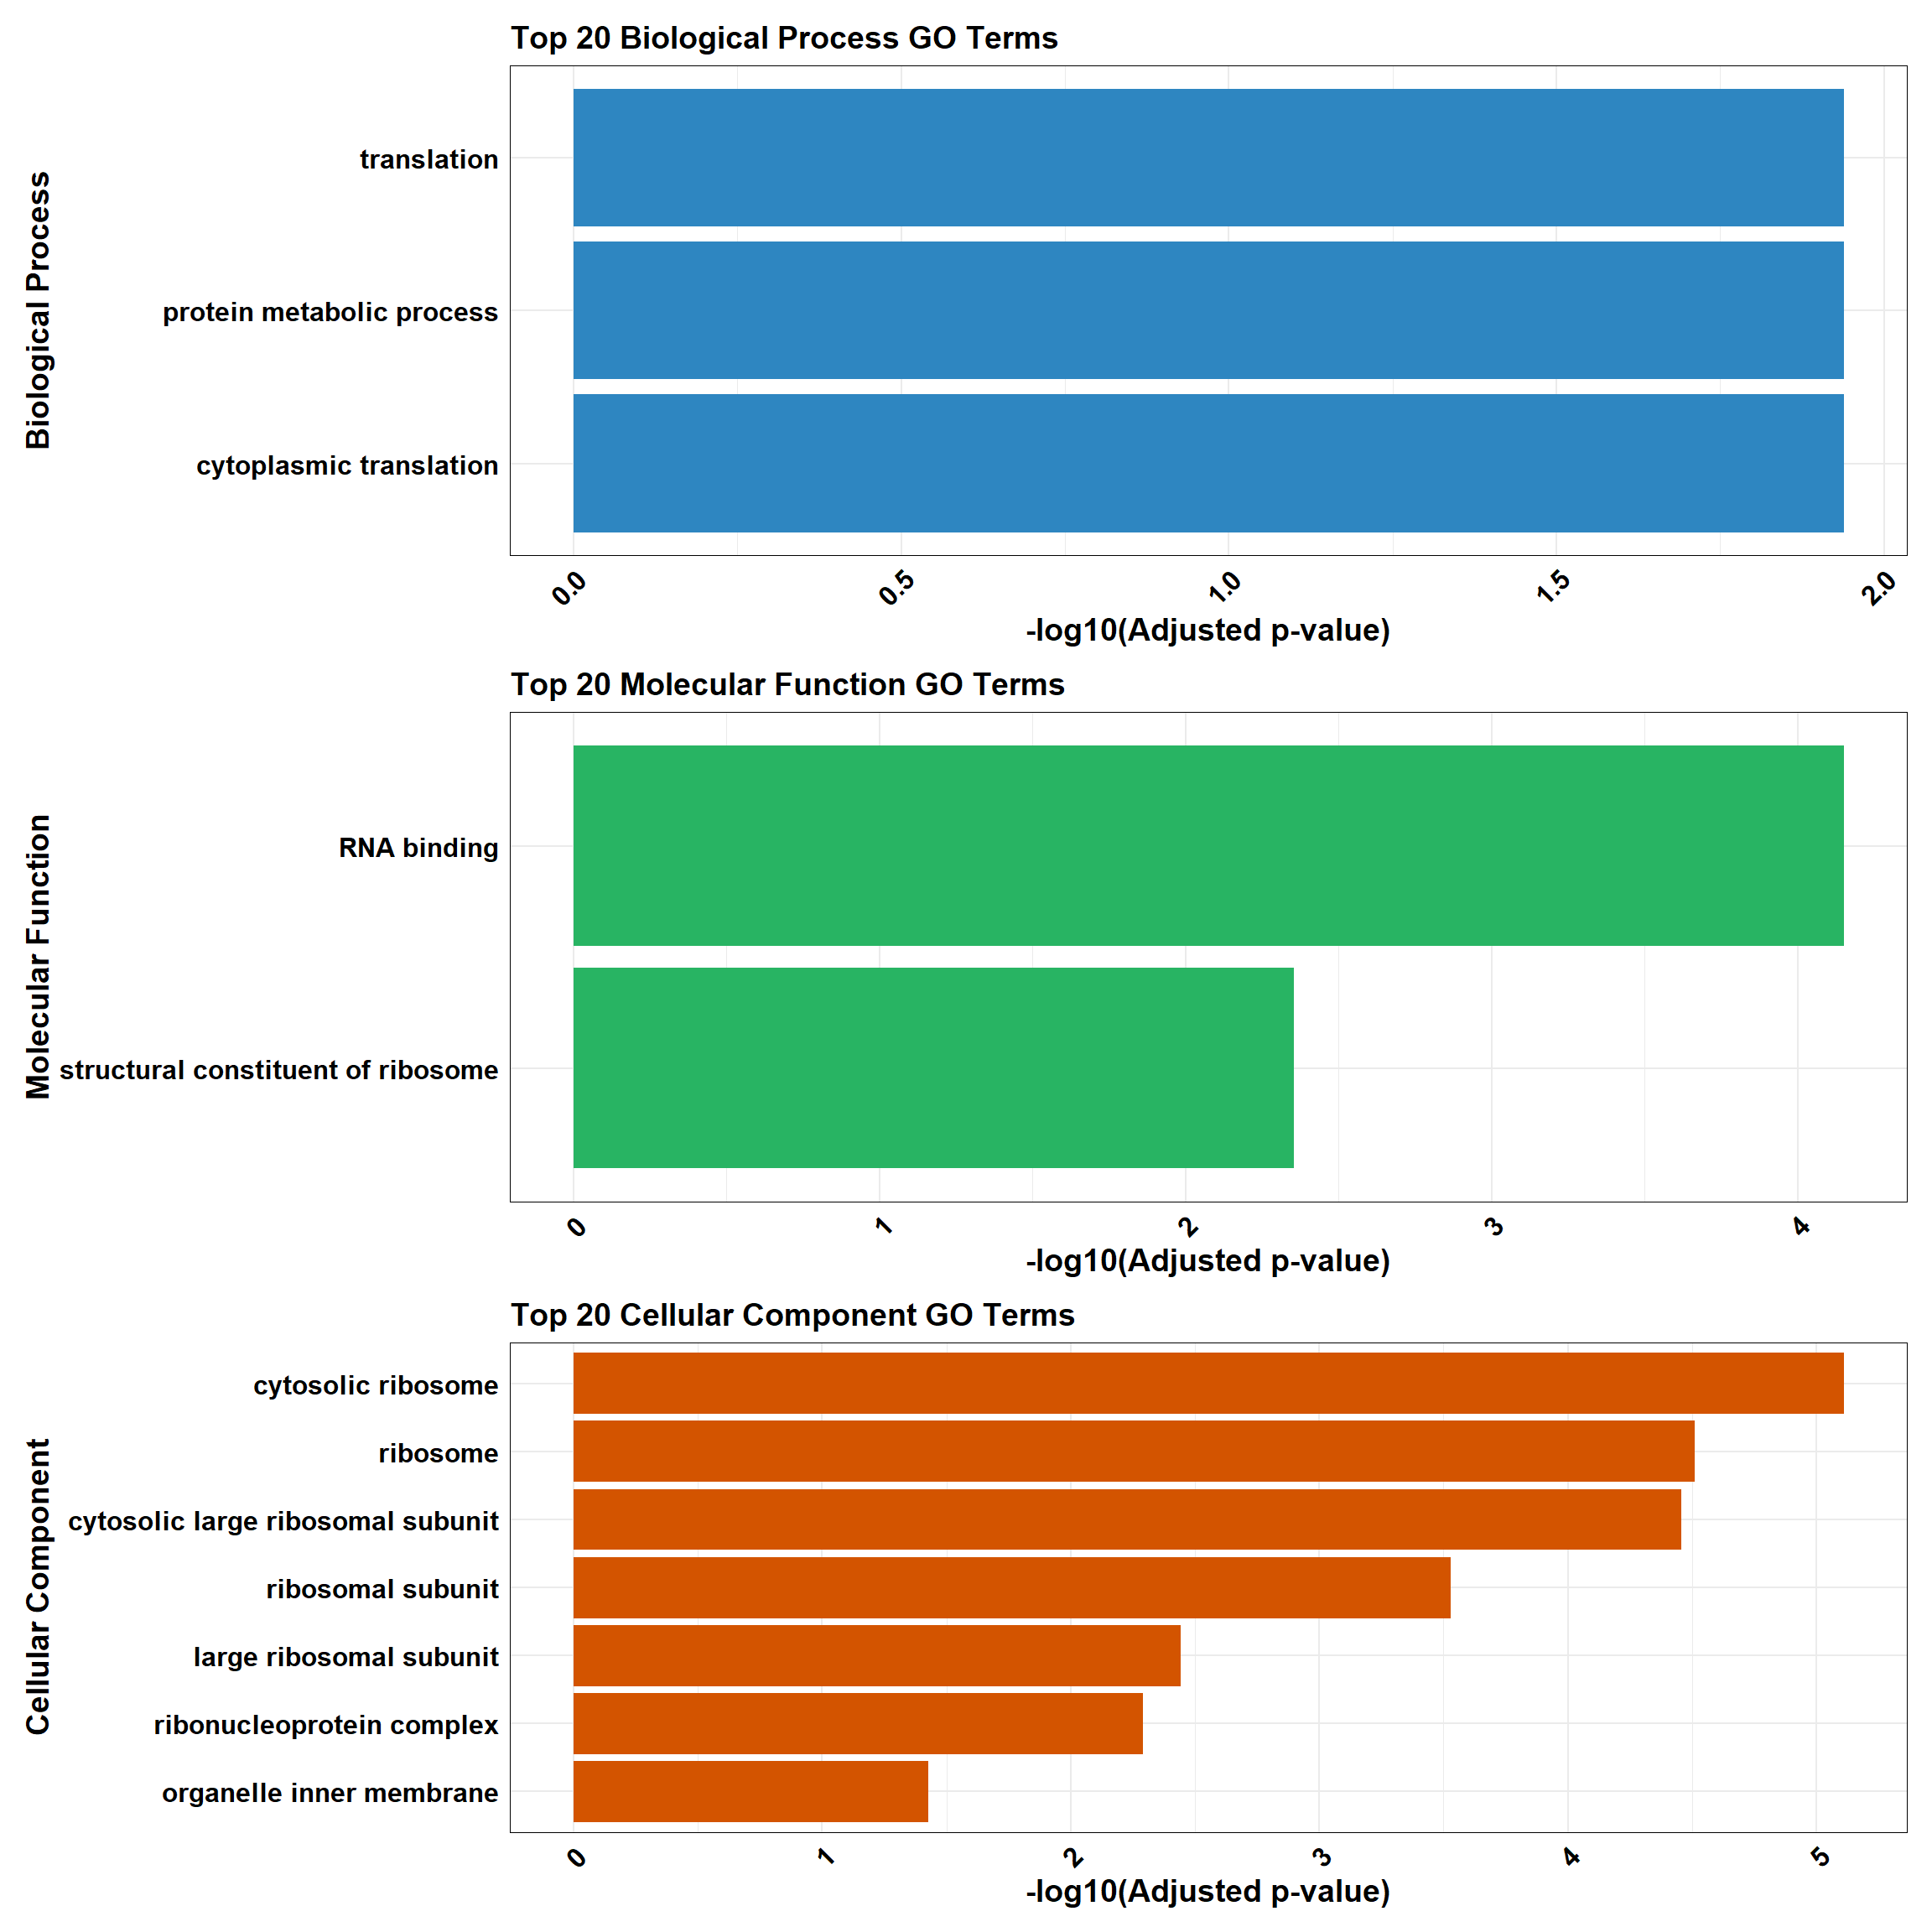 Top 20 Biological Process GO Terms
Biological Process
translation
protein metabolic process
cytoplasmic translation
0.0 0.5 1.0 1.5 2.0
-log10(Adjusted p-value)
Top 20 Molecular Function GO Terms
Molecular Function
RNA binding
structural constituent of ribosome
0 1 2 3 4
-log10(Adjusted p-value)
Top 20 Cellular Component GO Terms
Cellular Component
cytosolic ribosome
ribosome
cytosolic large ribosomal subunit
ribosomal subunit
large ribosomal subunit
ribonucleoprotein complex
organelle inner membrane
0 1 2 3 4 5
-log10(Adjusted p-value)